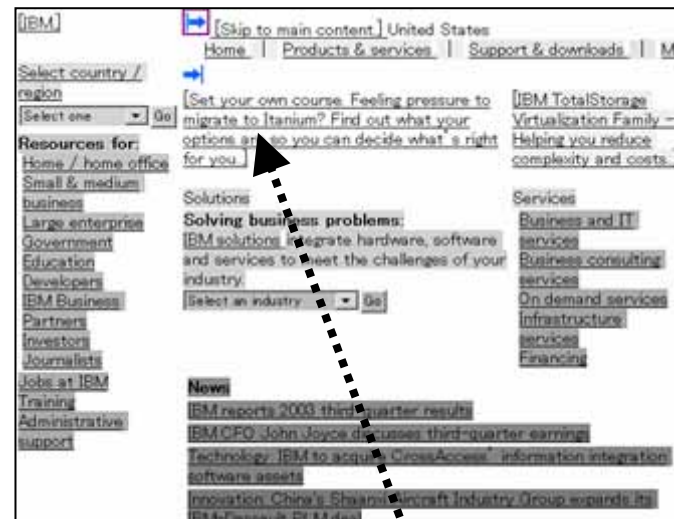 [IBM]
[Skip to main content.] United States
Home | Products & services | Support & downloads | M
Select country /
region
Select one Go
Resources for:
Home / home office
Small & medium
business
Large enterprise
Government
Education
Developers
IBM Business
Partners
Investors
Journalists
Jobs at IBM
Training
Administrative
support
[Set your own course. Feeling pressure to
migrate to Itanium? Find out what your
options so you can decide what's right
for you.]
Solutions
Solving business problems:
IBM solutions integrate hardware, software
and services to meet the challenges of your
industry.
Select an industry Go
[IBM TotalStorage
Virtualization Family -
Helping you reduce
complexity and costs.
Services
Business and IT
services
Business consulting
services
On demand services
Infrastructure
services
Financing
News
IBM reports 2003 third-quarter results
IBM CFO John Joyce discusses third-quarter earnings
Technology: IBM to acquire CrossAccess* information integration
software assets
Innovation: China's Aircraft Industry Group expands its